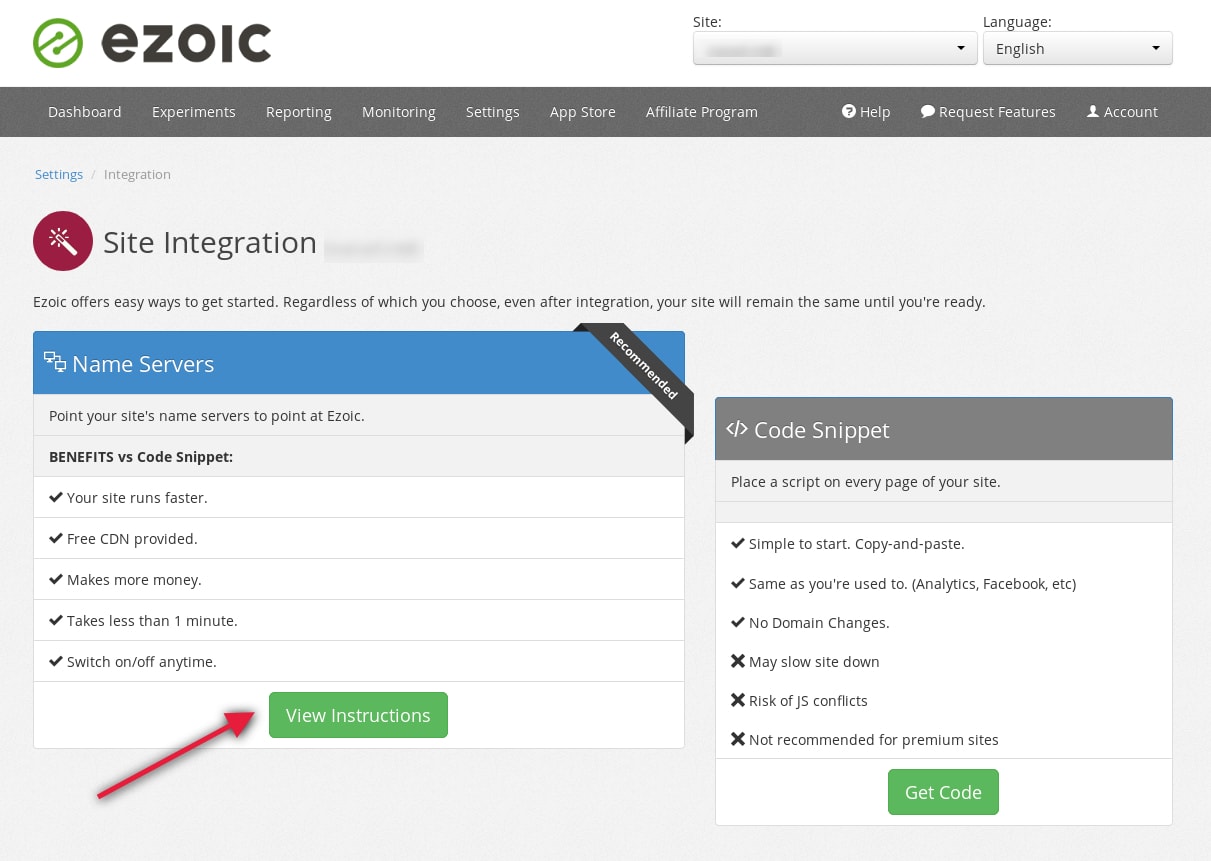 ezoic
Site:
Language:
English
Dashboard
Experiments
Reporting
Monitoring
Settings
App Store
Affiliate Program
Help
Request Features
Account
Settings / Integration
Site Integration
Ezoic offers easy ways to get started. Regardless of which you choose, even after integration, your site will remain the same until you're ready.
Recommended
Name Servers
Point your site's name servers to point at Ezoic.
BENEFITS vs Code Snippet:
Your site runs faster.
Free CDN provided.
Makes more money.
Takes less than 1 minute.
Switch on/off anytime.
View Instructions
</> Code Snippet
Place a script on every page of your site.
Simple to start. Copy-and-paste.
Same as you're used to. (Analytics, Facebook, etc)
No Domain Changes.
May slow site down
Risk of JS conflicts
Not recommended for premium sites
Get Code